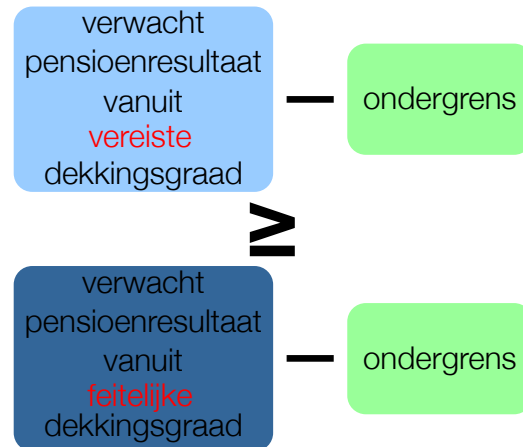 verwacht
pensioenresultaat
vanuit
vereiste
dekkingsgraad
— ondergrens
≥
verwacht
pensioenresultaat
vanuit
feitelijke
dekkingsgraad
— ondergrens